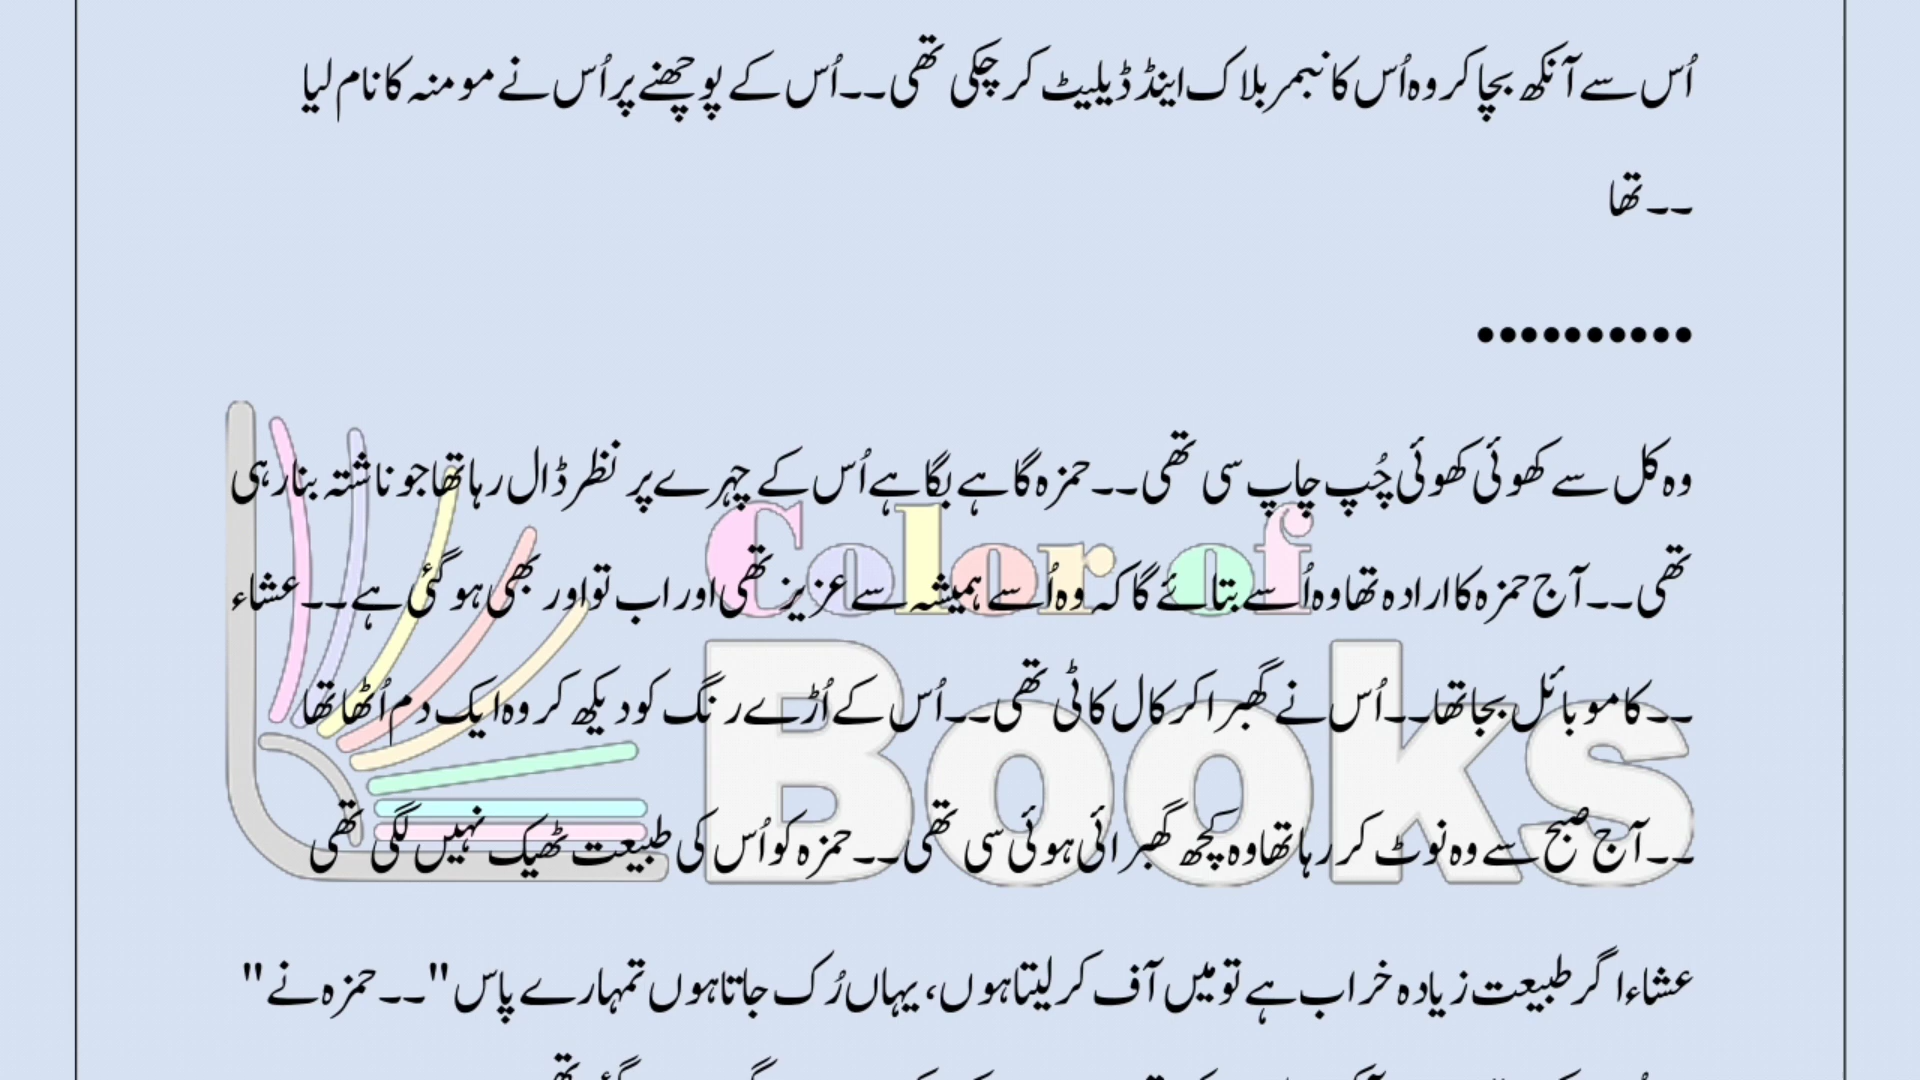 اُس سے آنکھ بچا کر وہ اُس کا نبمر بلاک اینڈ ڈیلیٹ کر چکی تھی۔۔اُس کے پوچھنے پر اُس نے مومنہ کا نام لیا
۔۔تھا
••••••••••
وہ کل سے کھوئی کھوئی چُپ چاپ سی تھی۔۔حمزہ گاہے بگاہے اُس کے چہرے پر نظر ڈال رہا تھا جو ناشتہ بنا رہی
تھی۔۔آج حمزہ کا ارادہ تھا وہ اُسے بتائے گا کہ وہ اُسے ہمیشہ سے عزیز تھی اور اب تو اور بھی ہو گئی ہے۔۔عشاء
۔۔کا موبائل بجا تھا۔۔اُس نے گھبرا کر کال کاٹی تھی۔۔اُس کے اُڑے رنگ کو دیکھ کر وہ ایک دم اُٹھا تھا
۔۔آج صبح سے وہ نوٹ کر رہا تھا وہ کچھ گھبرائی ہوئی سی تھی۔۔حمزہ کو اُس کی طبیعت ٹھیک نہیں لگی تھی
عشاء اگر طبیعت زیادہ خراب ہے تو میں آف کر لیتا ہوں، یہاں رُک جاتا ہوں تمہارے پاس"۔۔حمزہ نے"
Color of
Books